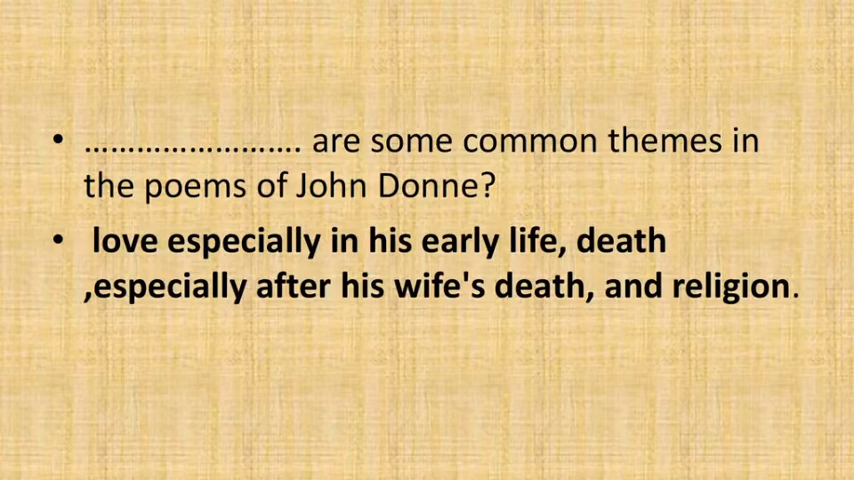 • ……………………. are some common themes in
the poems of John Donne?
• love especially in his early life, death
,especially after his wife's death, and religion.